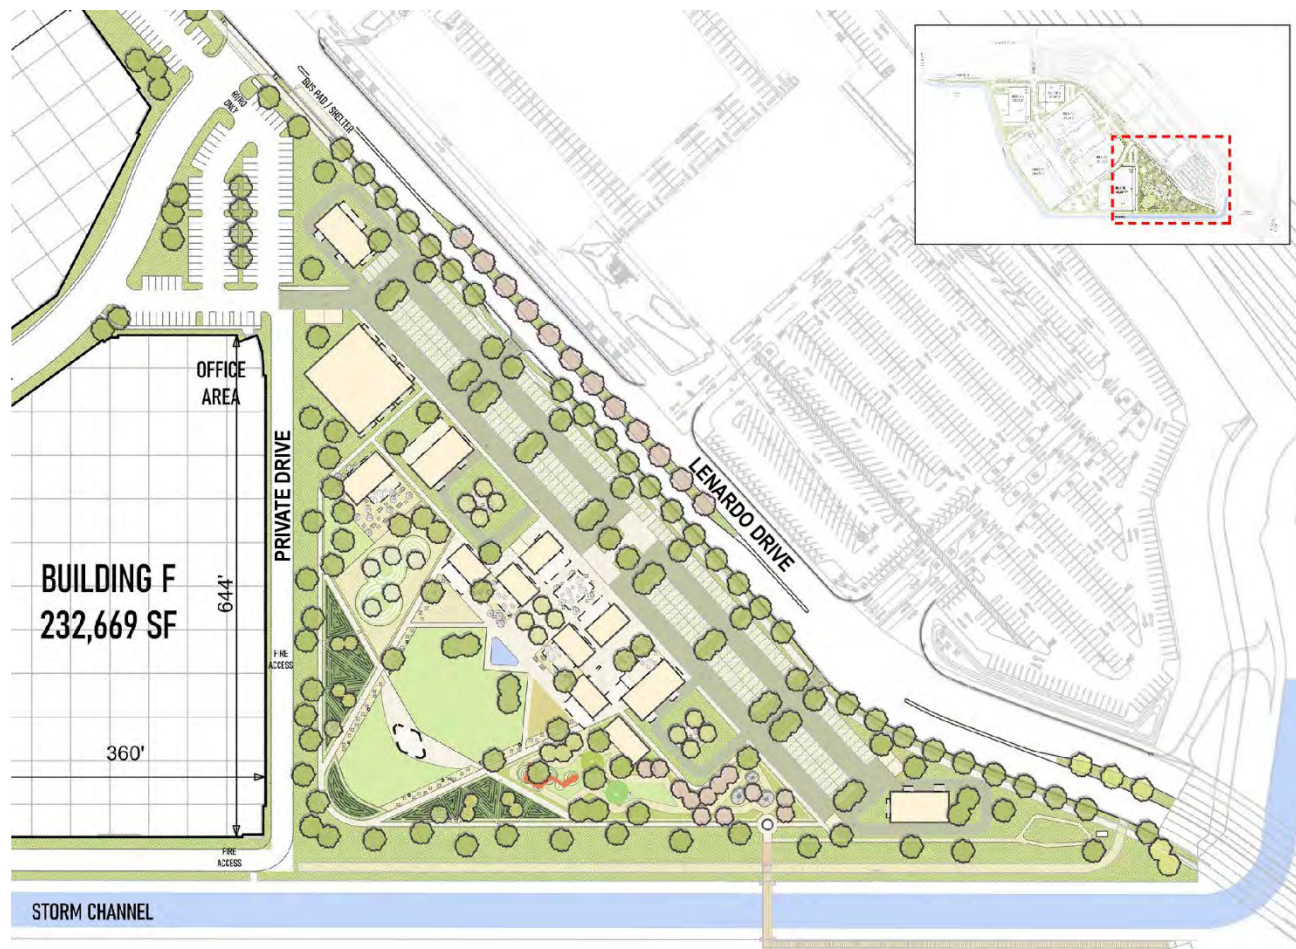 BUS PAD / SHELTER
OFFICE
AREA
PRIVATE DRIVE
LENARDO DRIVE
BUILDING F
232,669 SF
644'
FIRE
ACCESS
360'
FIRE
ACCESS
STORM CHANNEL